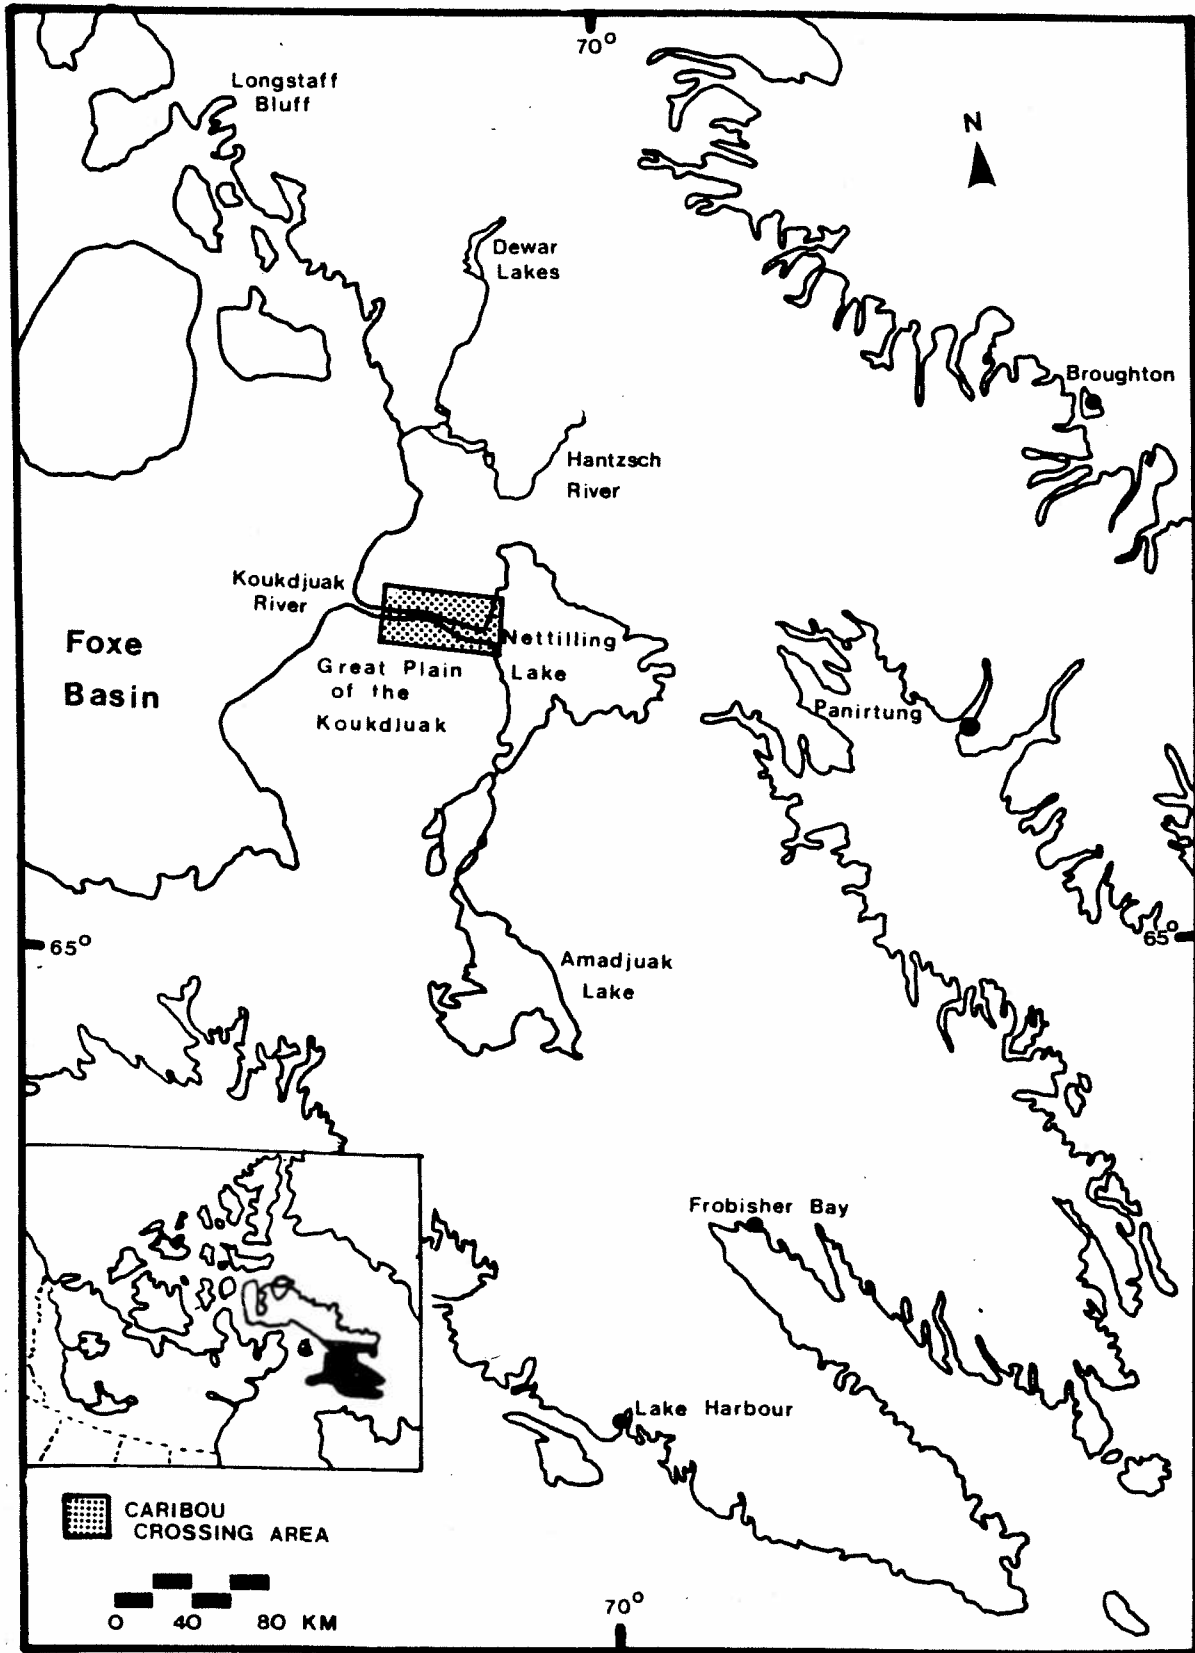 70°
Longstaff
Bluff
N
Dewar
Lakes
Broughton
Hantzsch
River
Koukdjuak
River
Foxe
Basin
Nettilling
Lake
Great Plain
of the
Koukdjuak
Panirtung
65°
65°
Amadjuak
Lake
Frobisher Bay
Lake Harbour
CARIBOU
CROSSING AREA
0 40 80 KM
70°